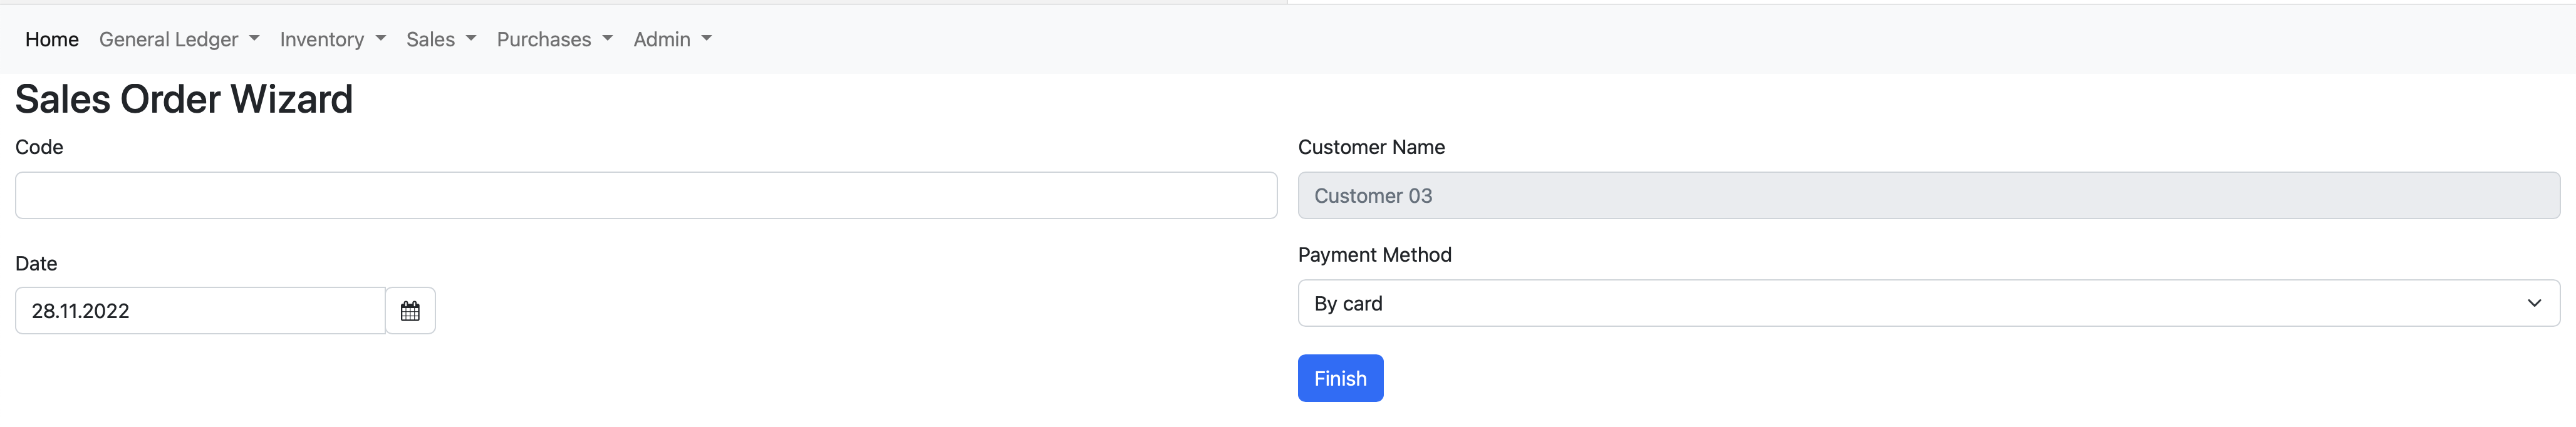 Home General Ledger Inventory Sales Purchases Admin
Sales Order Wizard
Code
Customer Name
Customer 03
Date
28.11.2022
Payment Method
By card
Finish